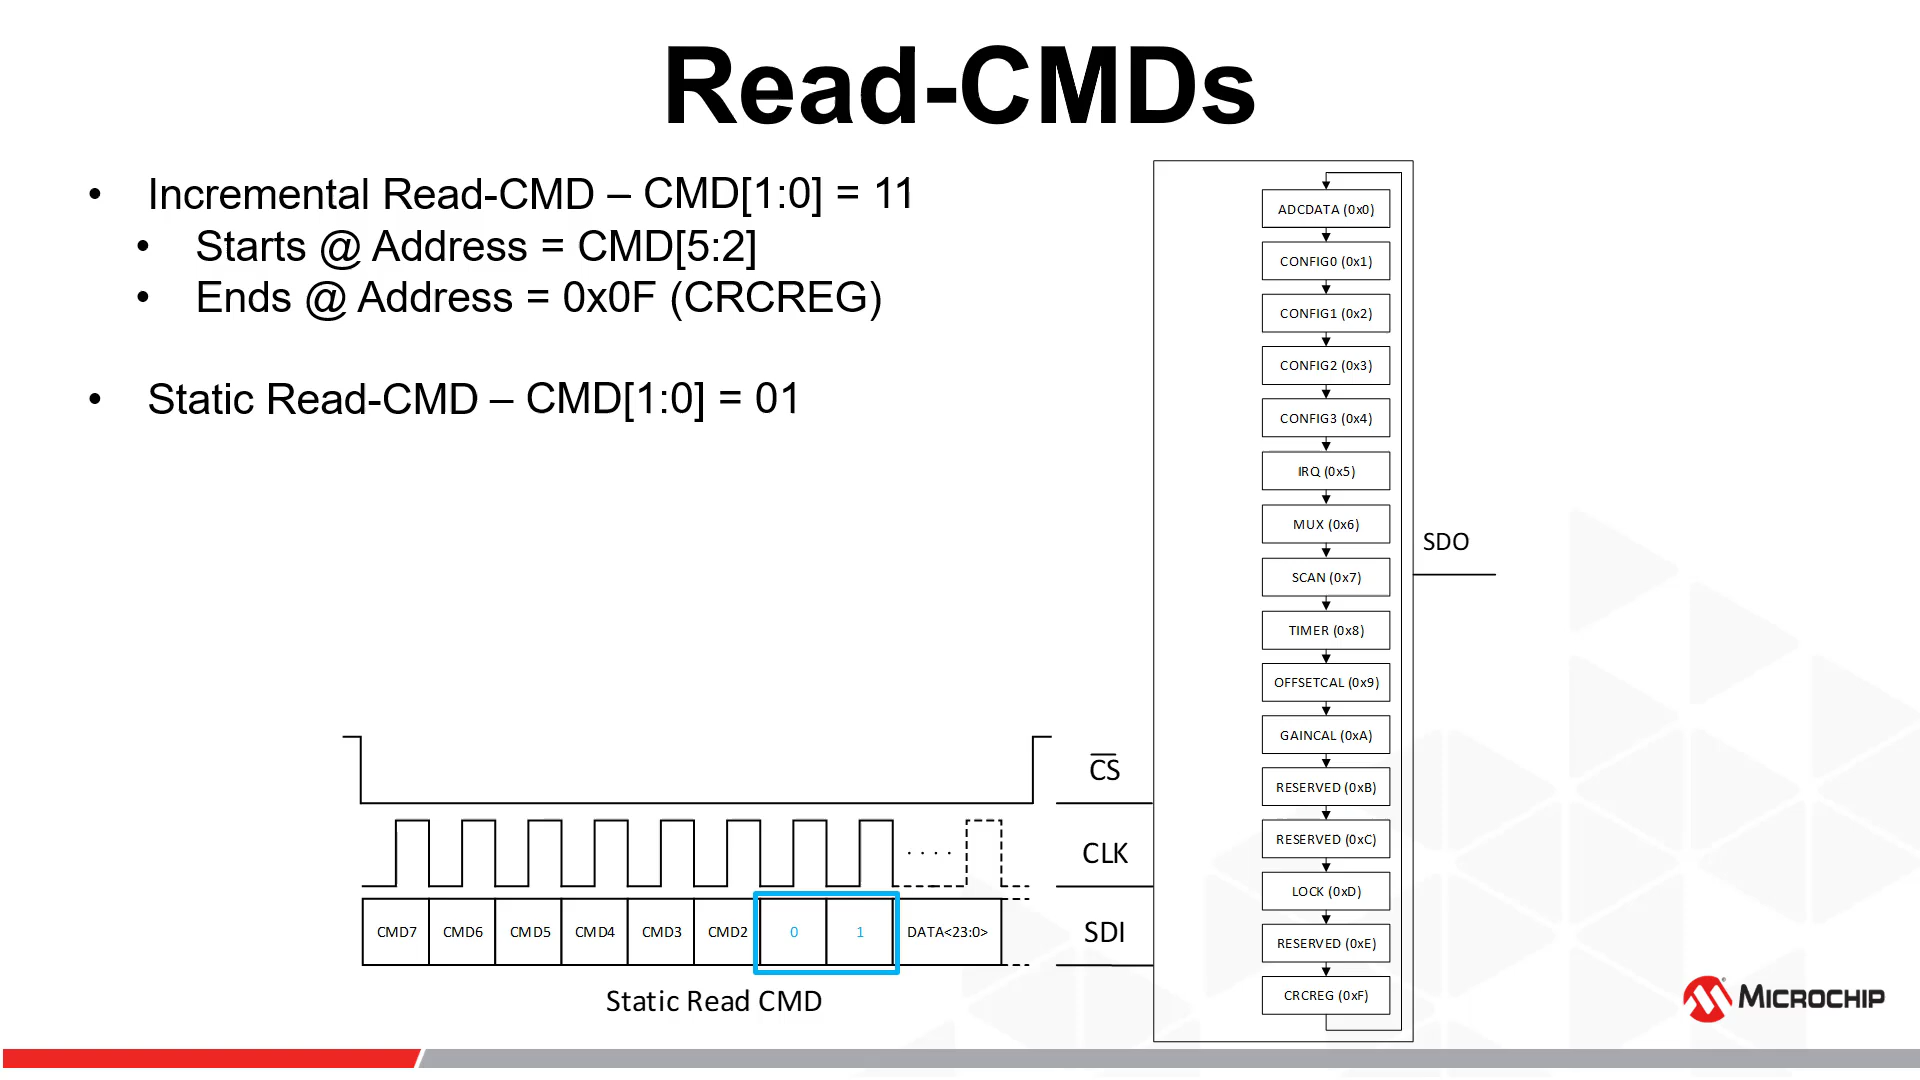 Read-CMDs
• Incremental Read-CMD – CMD[1:0] = 11
• Starts @ Address = CMD[5:2]
• Ends @ Address = 0x0F (CRCREG)
• Static Read-CMD – CMD[1:0] = 01
ADCDATA (0x0)
CONFIG0 (0x1)
CONFIG1 (0x2)
CONFIG2 (0x3)
CONFIG3 (0x4)
IRQ (0x5)
MUX (0x6)
SCAN (0x7)
TIMER (0x8)
OFFSETCAL (0x9)
GAINCAL (0xA)
RESERVED (0xB)
RESERVED (0xC)
LOCK (0xD)
RESERVED (0xE)
CRCREG (0xF)
SDO
CS
CLK
SDI
CMD7 CMD6 CMD5 CMD4 CMD3 CMD2 0 1 DATA<23:0>
Static Read CMD
MICROCHIP